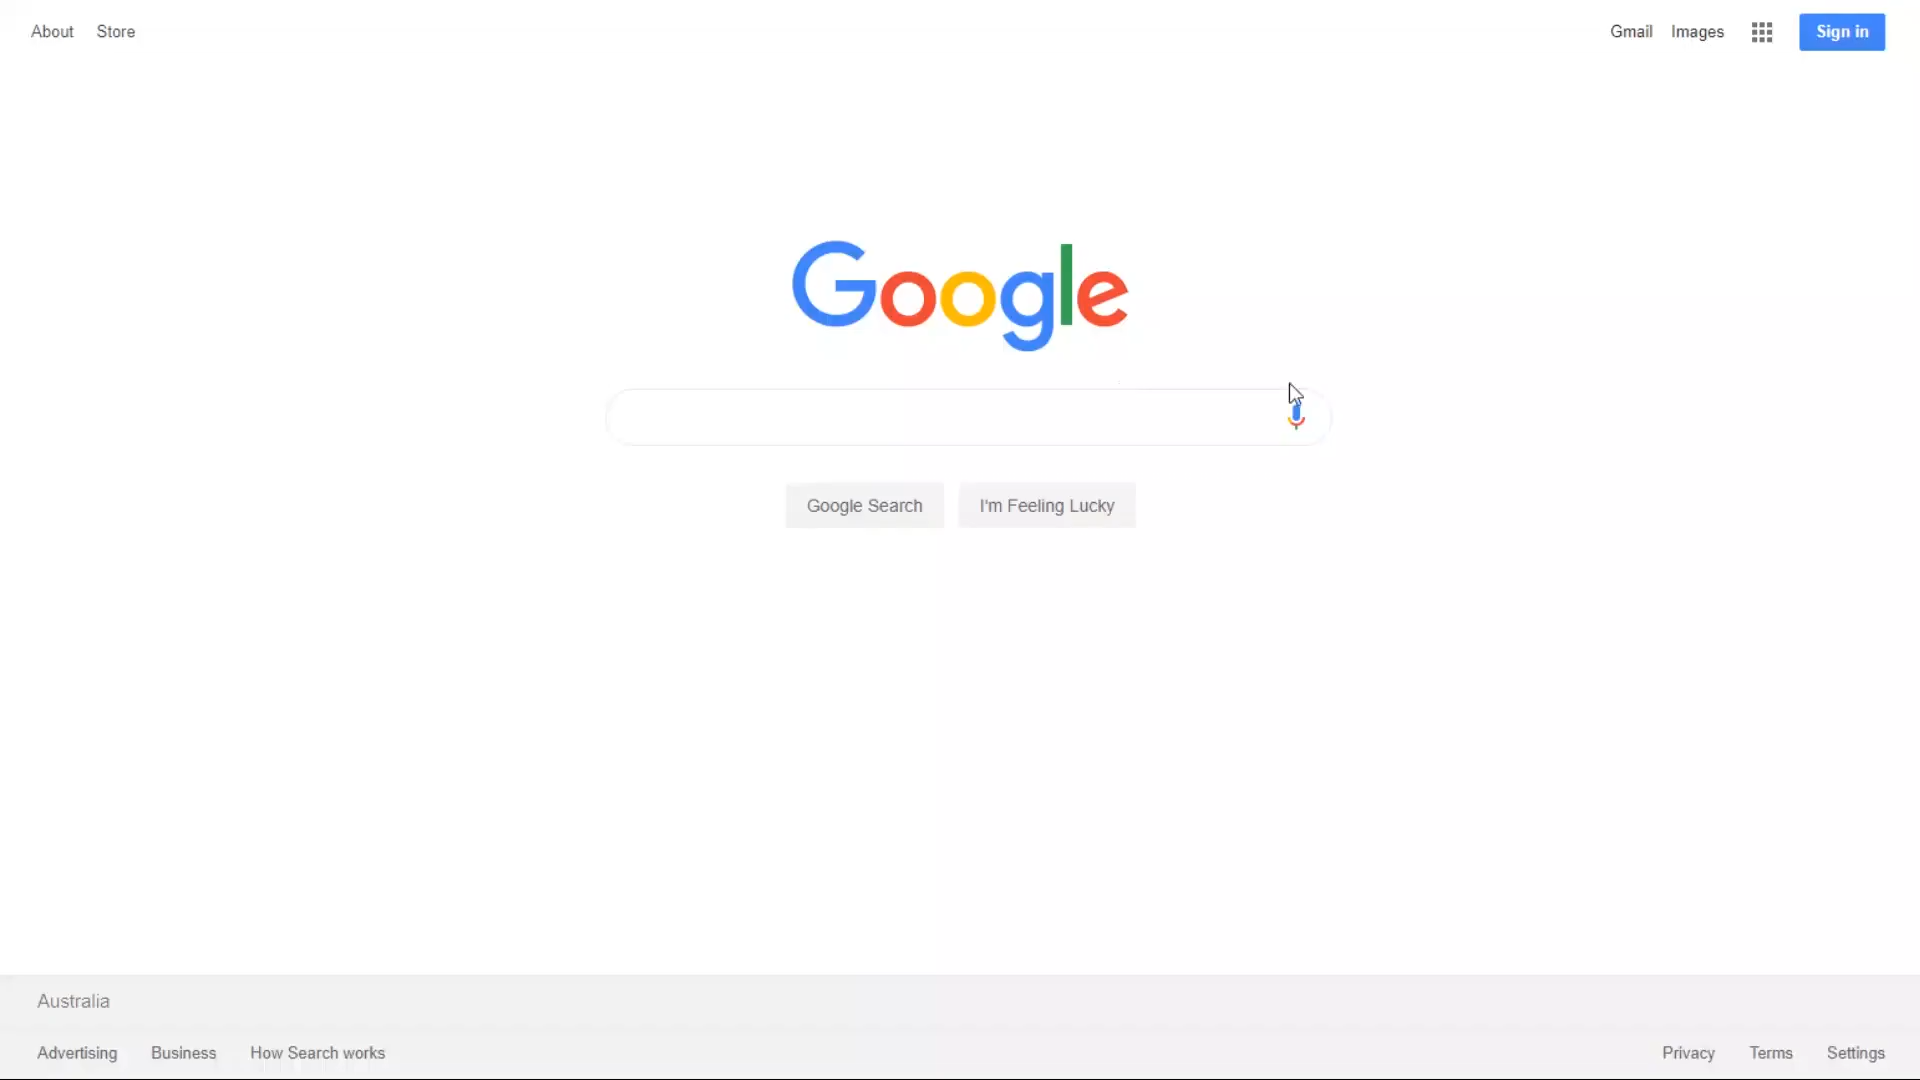 About Store Gmail Images Sign in
Google
Google Search I'm Feeling Lucky
Australia
Advertising Business How Search works Privacy Terms Settings